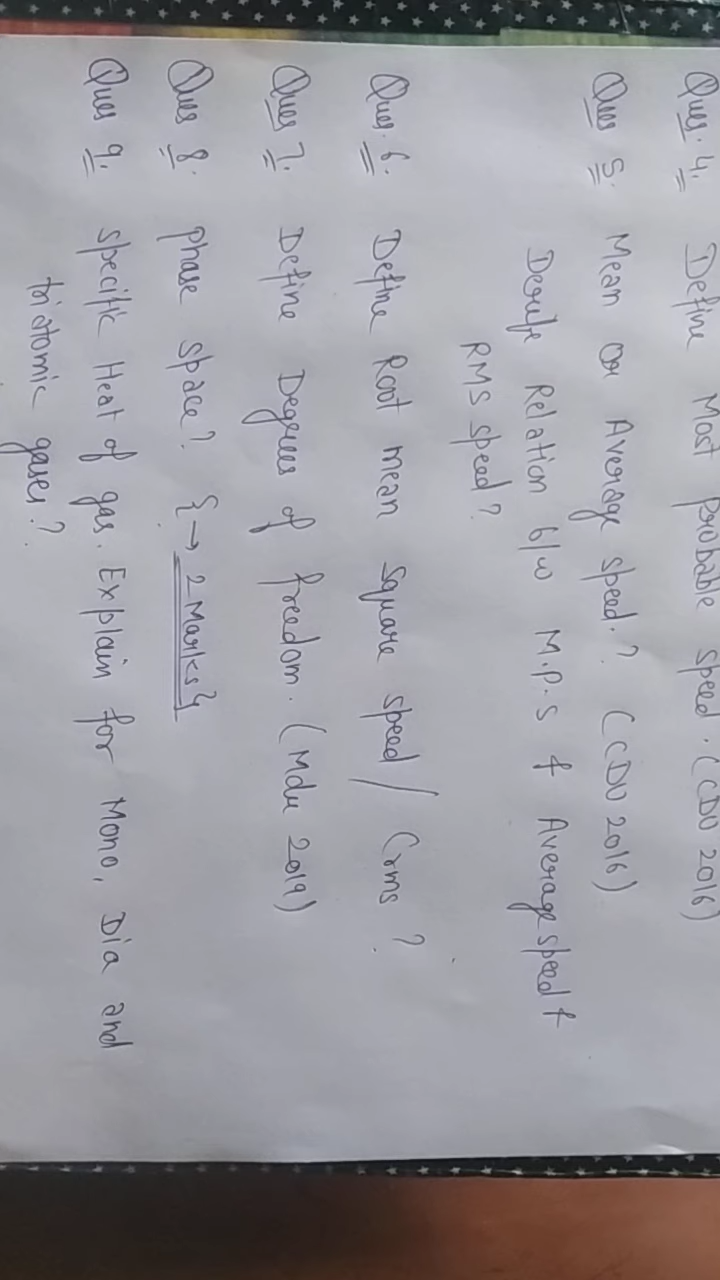 Ques. 4. Define Most probable speed. (CDU 2016)
Ques 5. Mean or Average speed.? (CDU 2016)
Derive Relation b/w M.P.S & Average speed &
RMS speed?
Ques. 6. Define Root mean square speed / Crms ?
Ques 7. Define Degrees of freedom. (Mdu 2019)
Ques 8. Phase space? {→ 2 Marks}
Ques 9. Specific Heat of gas. Explain for Mono, Dia and
triatomic gases?